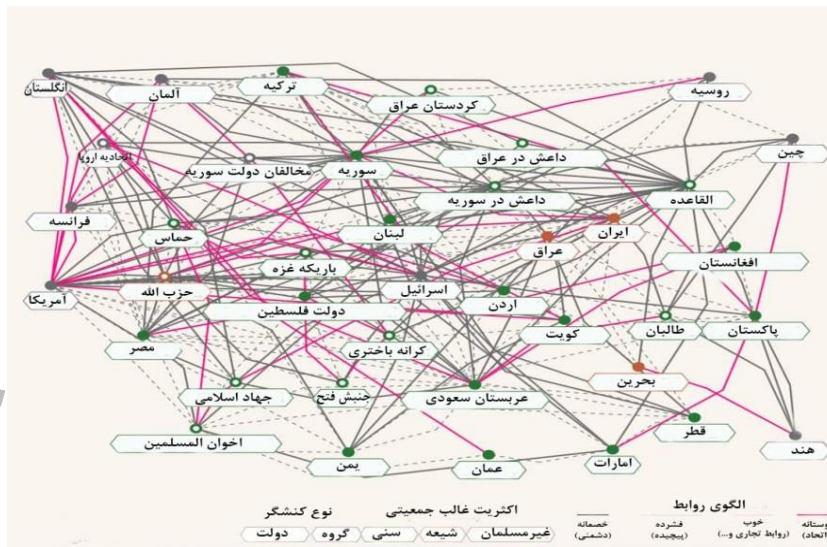 ترکیه
آلمان
انگلستان
کردستان عراق
روسیه
چین
اتحادیه اروپا
مخالفان دولت سوریه
سوریه
داعش در عراق
داعش در سوریه
القاعده
فرانسه
حماس
لبنان
عراق
ایران
افغانستان
باریکه غزه
آمریکا
حزب الله
دولت فلسطین
اسرائیل
اردن
کویت
طالبان
پاکستان
مصر
کرانه باختری
جهاد اسلامی
جنبش فتح
عربستان سعودی
بحرین
قطر
هند
اخوان المسلمین
یمن
عمان
امارات
الگوی روابط
وستانه
(اتحاد)
خوب
(روابط تجاری و...)
فشرده
(پیچیده)
خصمانه
(دشمنی)
اکثریت غالب جمعیتی
نوع کنشگر
غیرمسلمان
شیعه
سنی
گروه
دولت